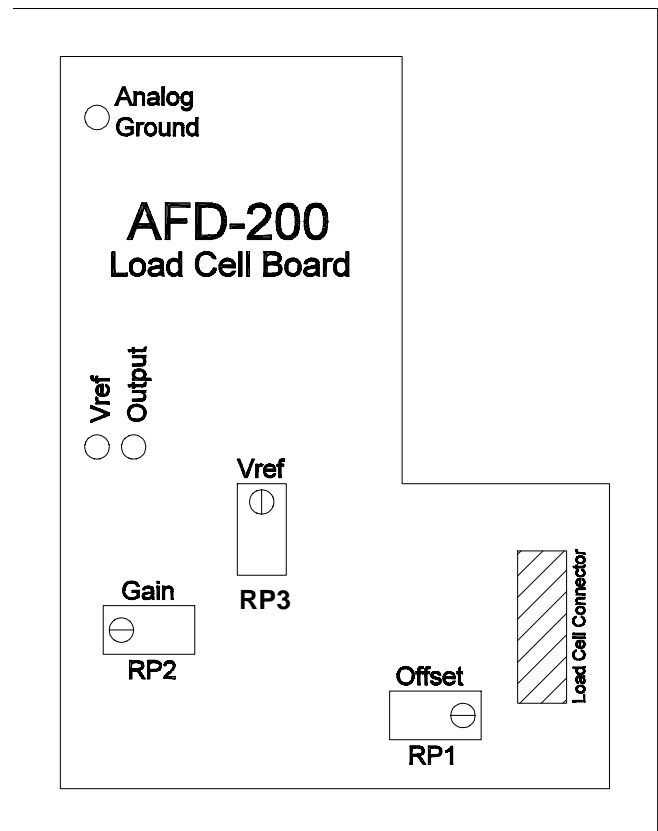 Analog
Ground
AFD-200
Load Cell Board
Vref
Output
Vref
RP3
Gain
RP2
Offset
RP1
Load Cell Connector